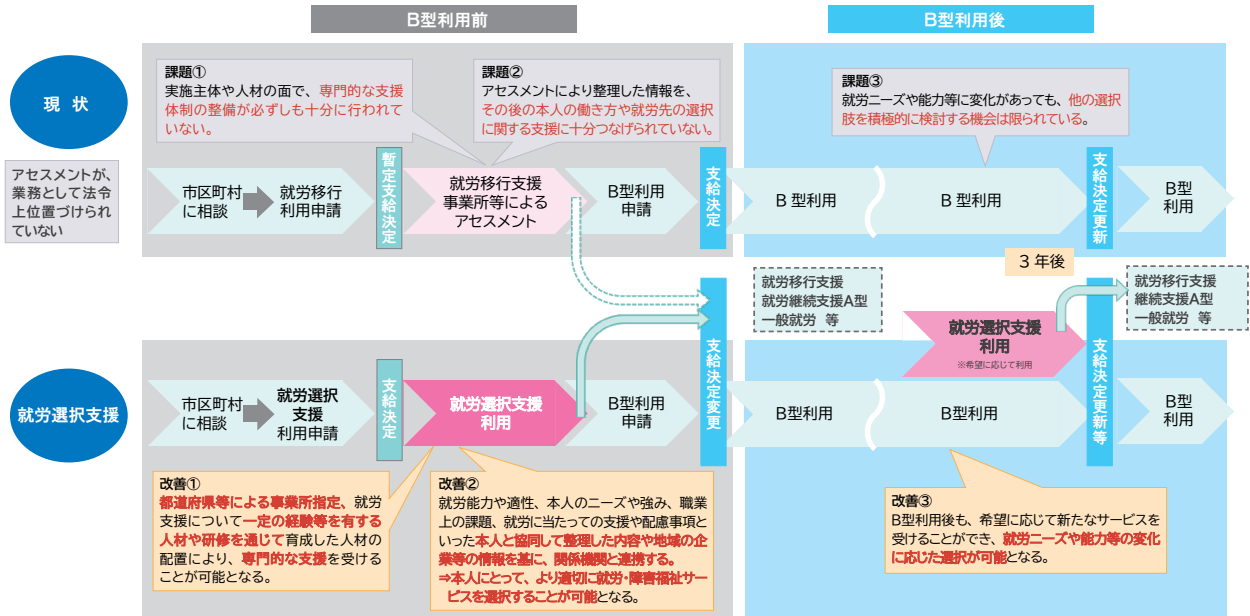 B型利用前
B型利用後
現 状
アセスメントが、
業務として法令
上位置づけられ
ていない
課題①
実施主体や人材の面で、専門的な支援
体制の整備が必ずしも十分に行われて
いない。
課題②
アセスメントにより整理した情報を、
その後の本人の働き方や就労先の選択
に関する支援に十分つなげられていない。
課題③
就労ニーズや能力等に変化があっても、他の選択
肢を積極的に検討する機会は限られている。
市区町村
に相談
就労移行
利用申請
暫定支給決定
就労移行支援
事業所等による
アセスメント
B型利用
申請
支給決定
B 型利用
B 型利用
支給決定更新
B型
利用
3 年後
就労移行支援
就労継続支援A型
一般就労 等
就労選択支援
利用
※希望に応じて利用
就労移行支援
継続支援A型
一般就労 等
就労選択支援
市区町村
に相談
就労選択
支援
利用申請
支給決定
就労選択支援
利用
B型利用
申請
支給決定変更
B型利用
B型利用
支給決定更新等
B型
利用
改善①
都道府県等による事業所指定、就労
支援について一定の経験等を有する
人材や研修を通じて育成した人材の
配置により、専門的な支援を受ける
ことが可能となる。
改善②
就労能力や適性、本人のニーズや強み、職業
上の課題、就労に当たっての支援や配慮事項と
いった本人と協同して整理した内容や地域の企
業等の情報を基に、関係機関と連携する。
⇒本人にとって、より適切に就労・障害福祉サー
ビスを選択することが可能となる。
改善③
B型利用後も、希望に応じて新たなサービスを
受けることができ、就労ニーズや能力等の変化
に応じた選択が可能となる。